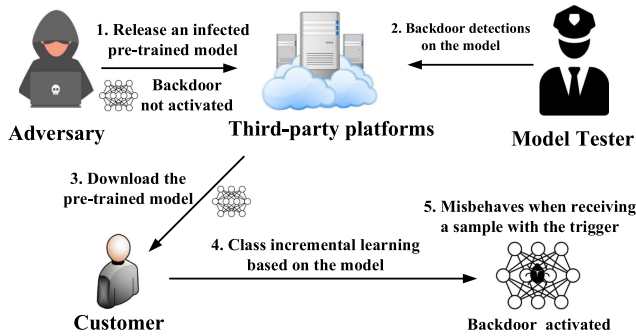 1. Release an infected
pre-trained model
Backdoor
not activated
Adversary
Third-party platforms
2. Backdoor detections
on the model
Model Tester
3. Download the
pre-trained model
4. Class incremental learning
based on the model
Customer
5. Misbehaves when receiving
a sample with the trigger
Backdoor activated